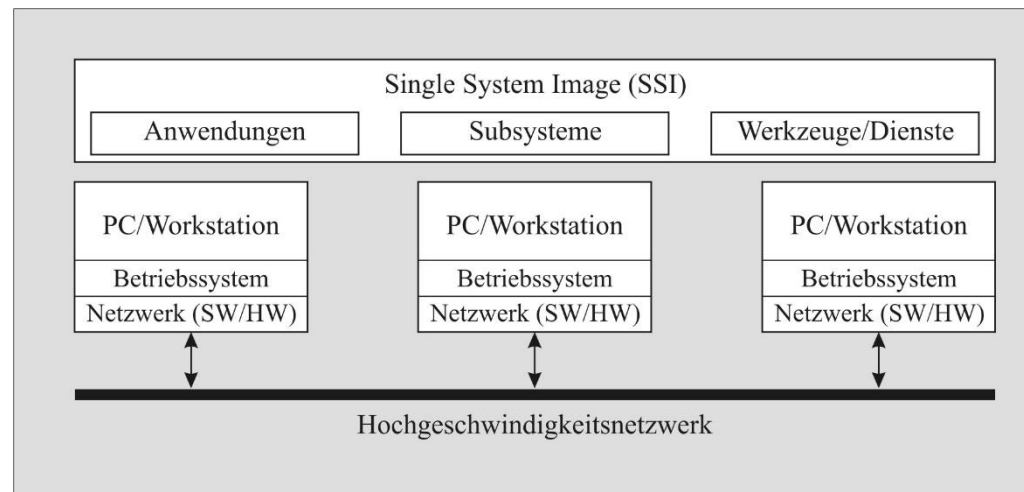 Single System Image (SSI)
Anwendungen
Subsysteme
Werkzeuge/Dienste
PC/Workstation
Betriebssystem
Netzwerk (SW/HW)
PC/Workstation
Betriebssystem
Netzwerk (SW/HW)
PC/Workstation
Betriebssystem
Netzwerk (SW/HW)
Hochgeschwindigkeitsnetzwerk